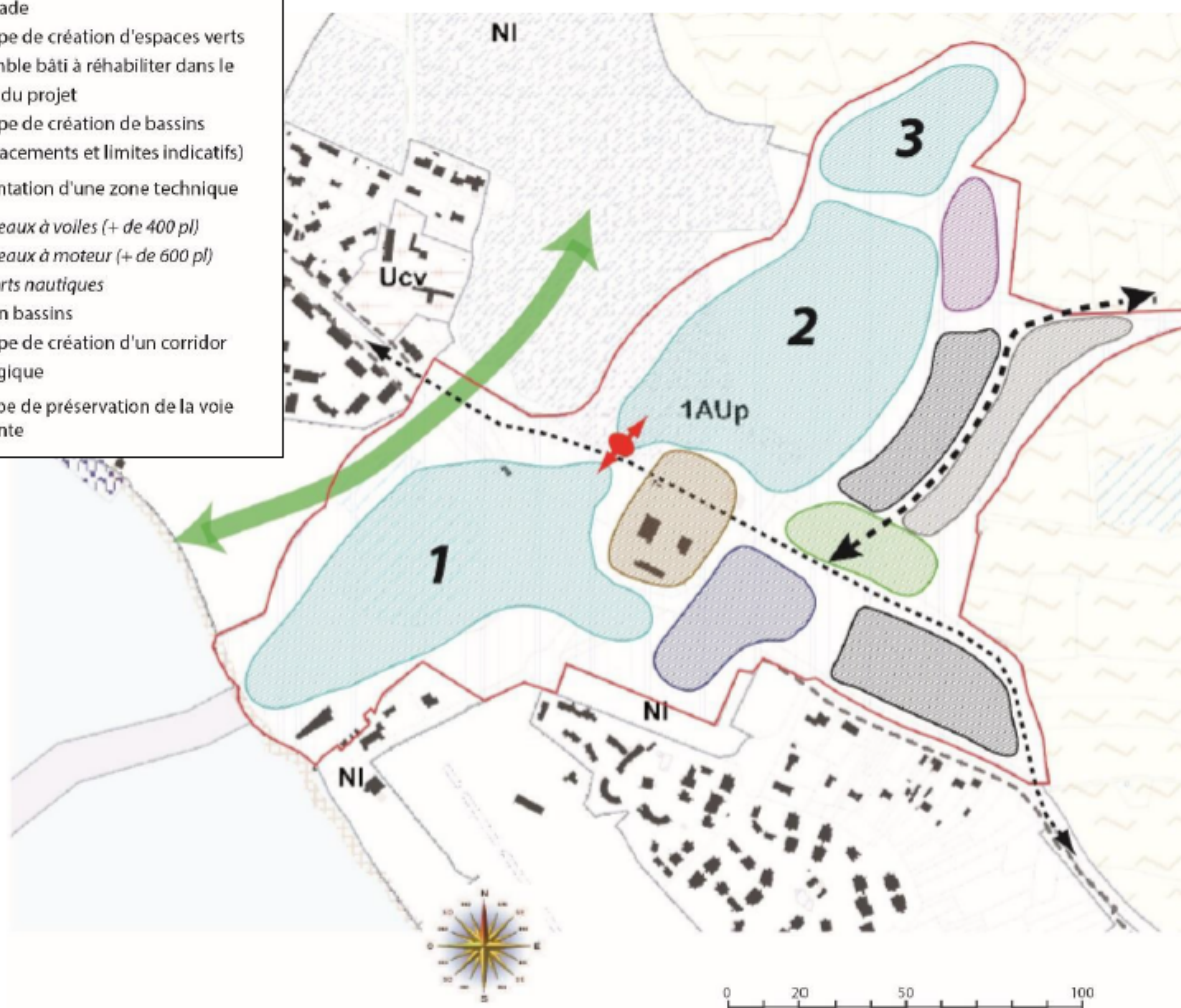 ade
pe de création d'espaces verts
mble bâti à réhabiliter dans le
du projet
pe de création de bassins
acements et limites indicatifs)
ntation d'une zone technique
eaux à voiles (+ de 400 pl)
eaux à moteur (+ de 600 pl)
rts nautiques
n bassins
pe de création d'un corridor
gique
pe de préservation de la voie
nte
Nl
3
Ucv
2
1AUp
1
Nl
Nl
N
O
E
S
0 20 50 100